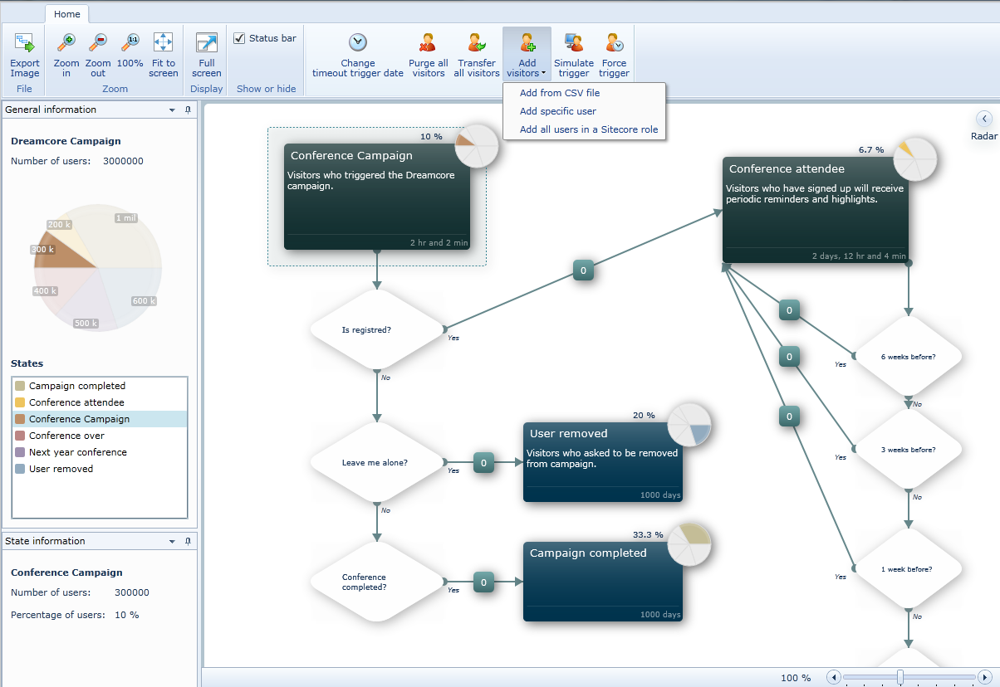 Home
Export Image
Zoom in
Zoom out
1:1
100%
Fit to screen
Full screen
Status bar
Change timeout trigger date
Purge all visitors
Transfer all visitors
Add visitors
Simulate trigger
Force trigger
File
Zoom
Display
Show or hide
Add from CSV file
Add specific user
Add all users in a Sitecore role
General information
Dreamcore Campaign
Number of users: 3000000
200 k
1 mil
300 k
400 k
600 k
500 k
States
Campaign completed
Conference attendee
Conference Campaign
Conference over
Next year conference
User removed
State information
Conference Campaign
Number of users: 300000
Percentage of users: 10 %
Radar
10 %
Conference Campaign
Visitors who triggered the Dreamcore
campaign.
2 hr and 2 min
6.7 %
Conference attendee
Visitors who have signed up will receive
periodic reminders and highlights.
2 days, 12 hr and 4 min
0
Is registred?
Yes
No
0
6 weeks before?
Yes
No
0
3 weeks before?
Yes
No
0
1 week before?
Yes
No
Leave me alone?
Yes
No
0
20 %
User removed
Visitors who asked to be removed
from campaign.
1000 days
Conference
completed?
Yes
0
33.3 %
Campaign completed
1000 days
100 %